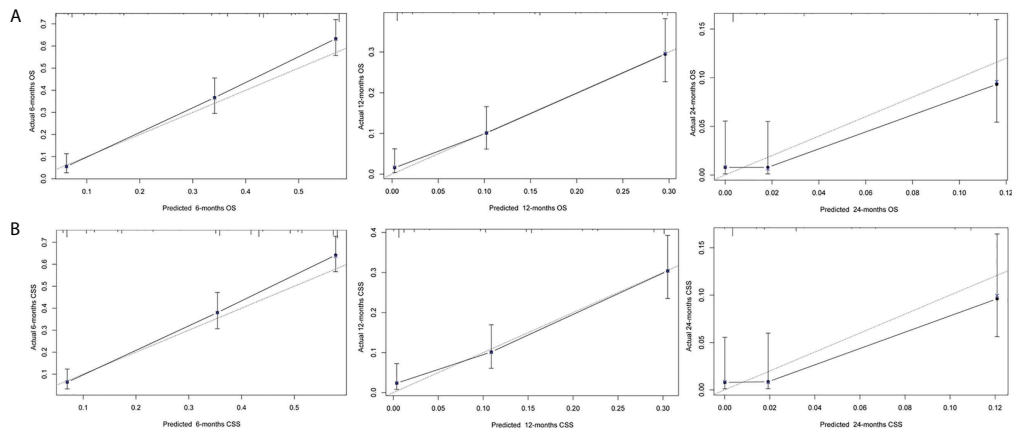 A
Actual 6-months OS
0.7
0.6
0.5
0.4
0.3
0.2
0.1
0.0
0.1 0.2 0.3 0.4 0.5
Predicted 6-months OS
Actual 12-months OS
0.3
0.2
0.1
0.0
0.00 0.05 0.10 0.15 0.20 0.25 0.30
Predicted 12-months OS
Actual 24-months OS
0.15
0.10
0.05
0.00
0.00 0.02 0.04 0.06 0.08 0.10 0.12
Predicted 24-months OS
B
Actual 6-months CSS
0.7
0.6
0.5
0.4
0.3
0.2
0.1
0.1 0.2 0.3 0.4 0.5
Predicted 6-months CSS
Actual 12-months CSS
0.4
0.3
0.2
0.1
0.0
0.00 0.05 0.10 0.15 0.20 0.25 0.30
Predicted 12-months CSS
Actual 24-months CSS
0.15
0.10
0.05
0.00
0.00 0.02 0.04 0.06 0.08 0.10 0.12
Predicted 24-months CSS